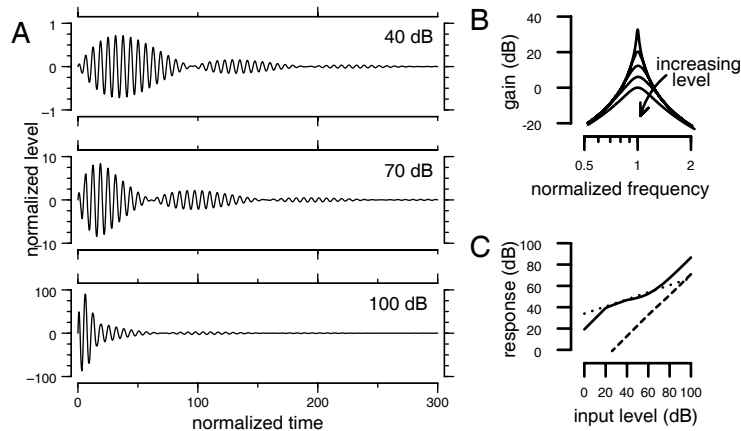 A
normalized level
1
0
−1
40 dB
10
0
−10
70 dB
100
0
−100
100 dB
0
100
200
300
normalized time
B
gain (dB)
40
20
0
-20
increasing
level
0.5
1
2
normalized frequency
C
response (dB)
100
80
60
40
20
0
0 20 40 60 80 100
input level (dB)